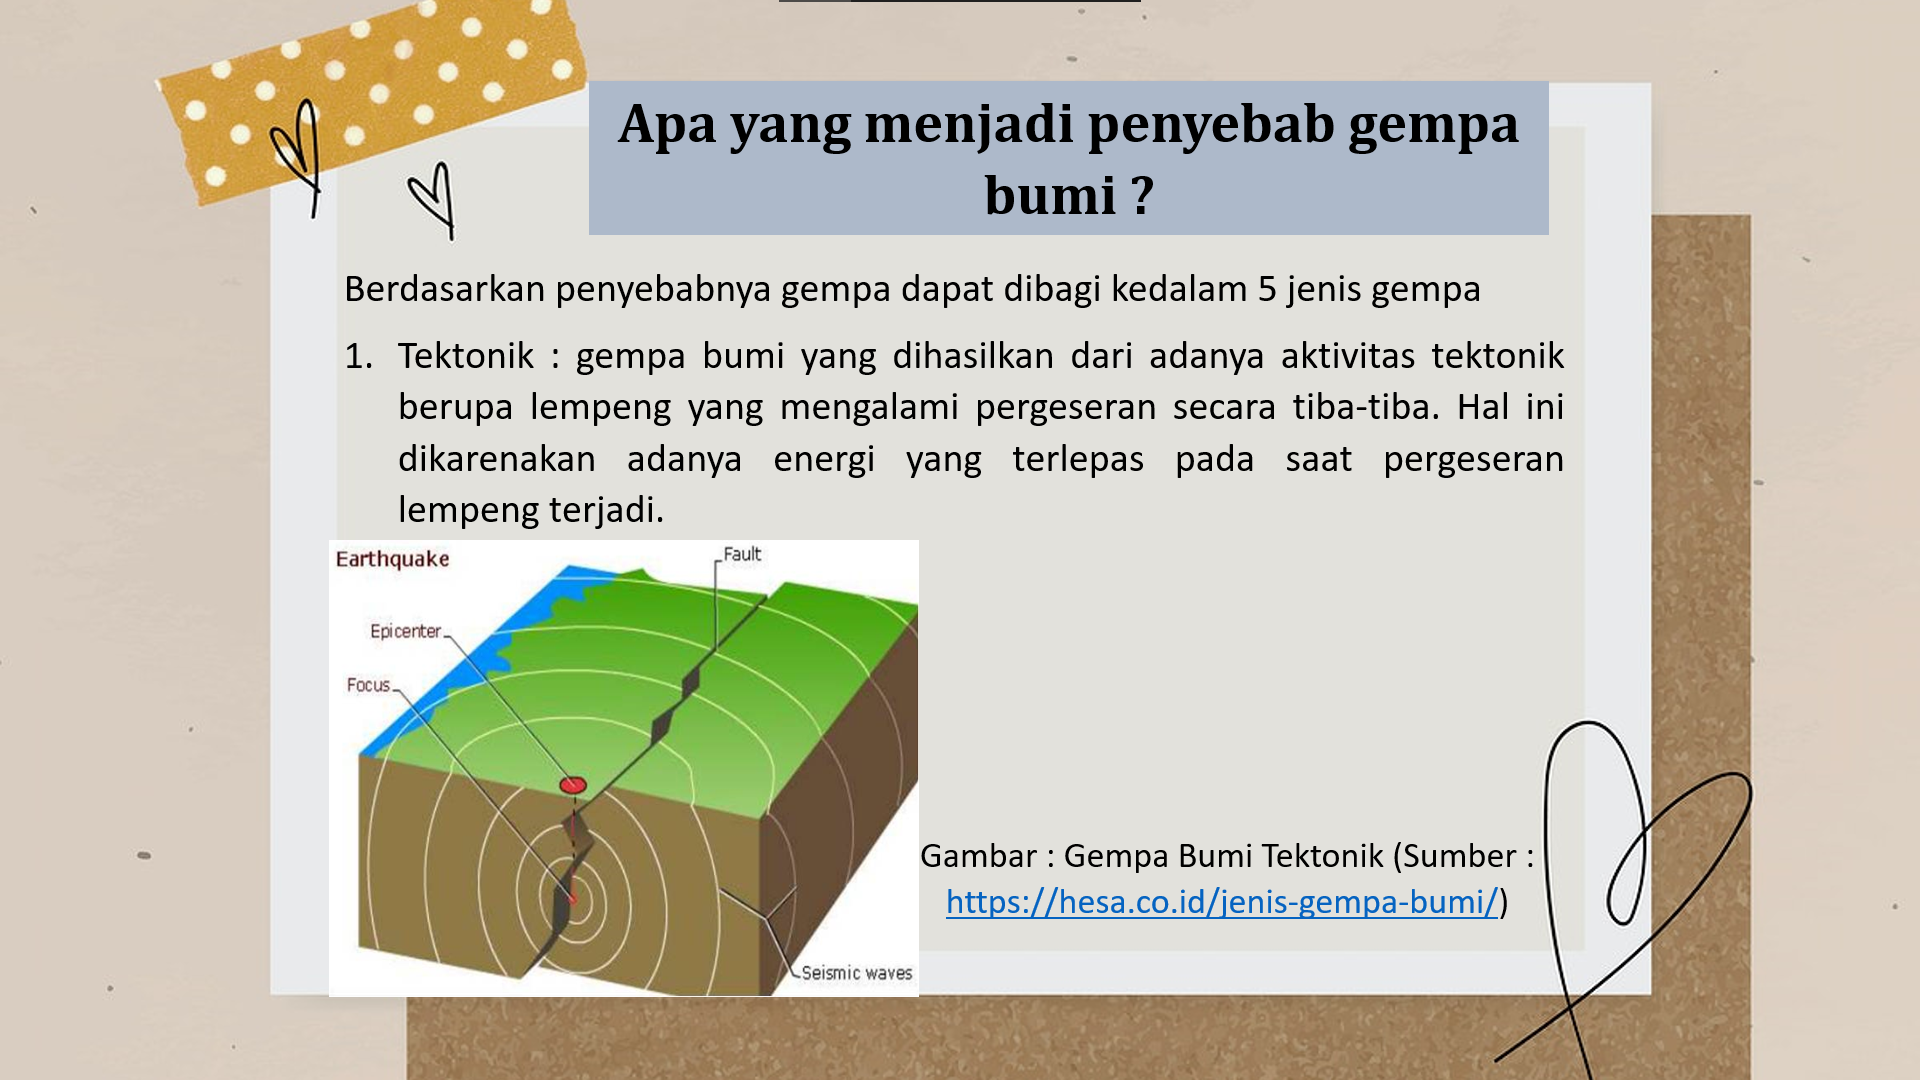 Apa yang menjadi penyebab gempa
bumi ?
Berdasarkan penyebabnya gempa dapat dibagi kedalam 5 jenis gempa
1. Tektonik : gempa bumi yang dihasilkan dari adanya aktivitas tektonik
berupa lempeng yang mengalami pergeseran secara tiba-tiba. Hal ini
dikarenakan adanya energi yang terlepas pada saat pergeseran
lempeng terjadi.
Earthquake
Fault
Epicenter
Focus
Seismic waves
Gambar : Gempa Bumi Tektonik (Sumber :
https://hesa.co.id/jenis-gempa-bumi/)